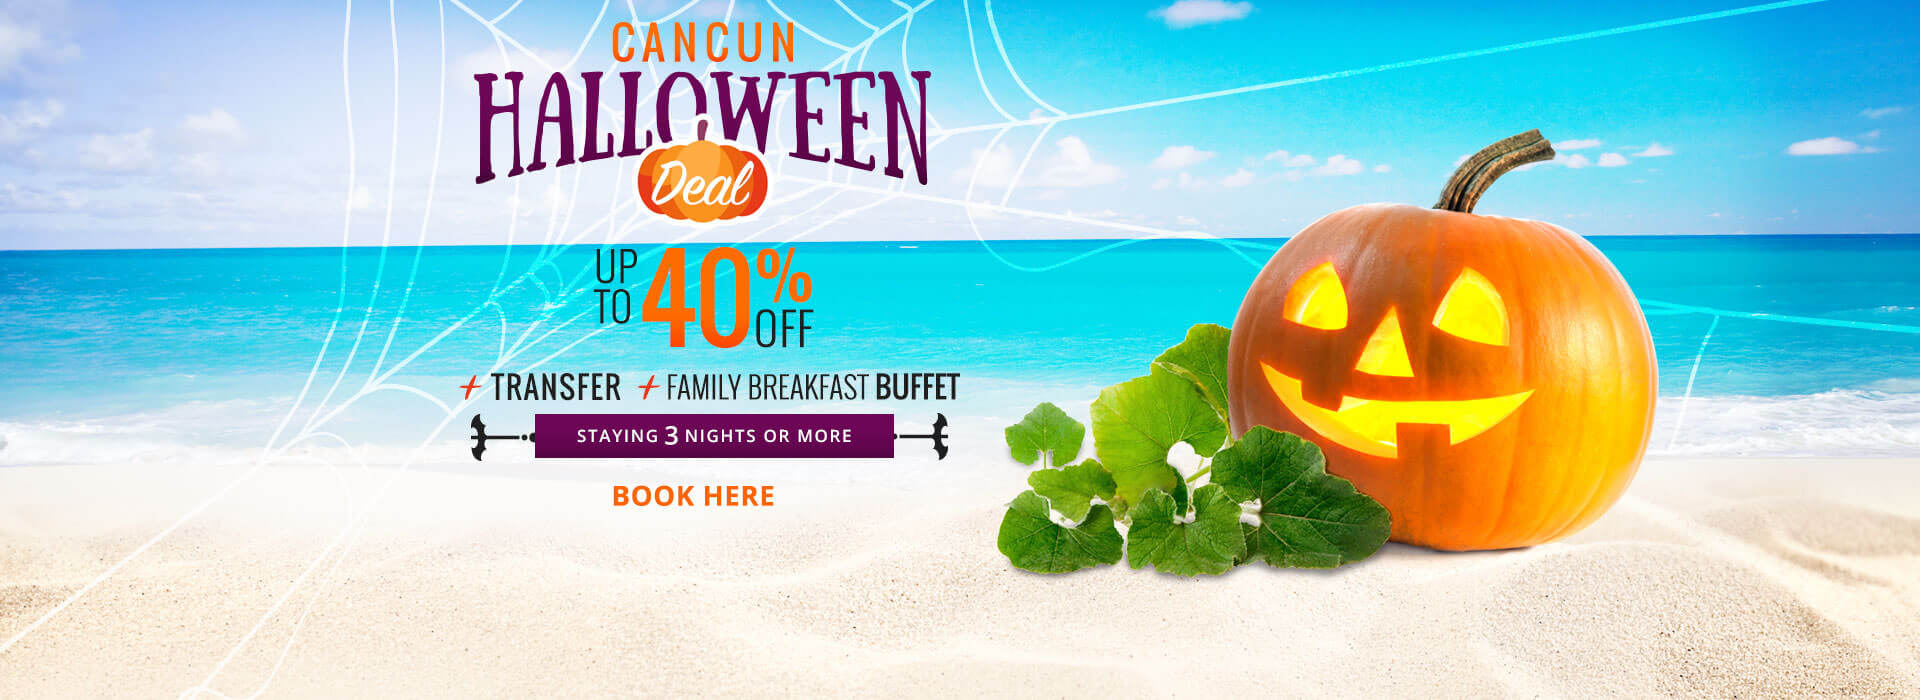 CANCUN
HALLOWEEN
Deal
UP TO 40% OFF
+ TRANSFER + FAMILY BREAKFAST BUFFET
STAYING 3 NIGHTS OR MORE
BOOK HERE